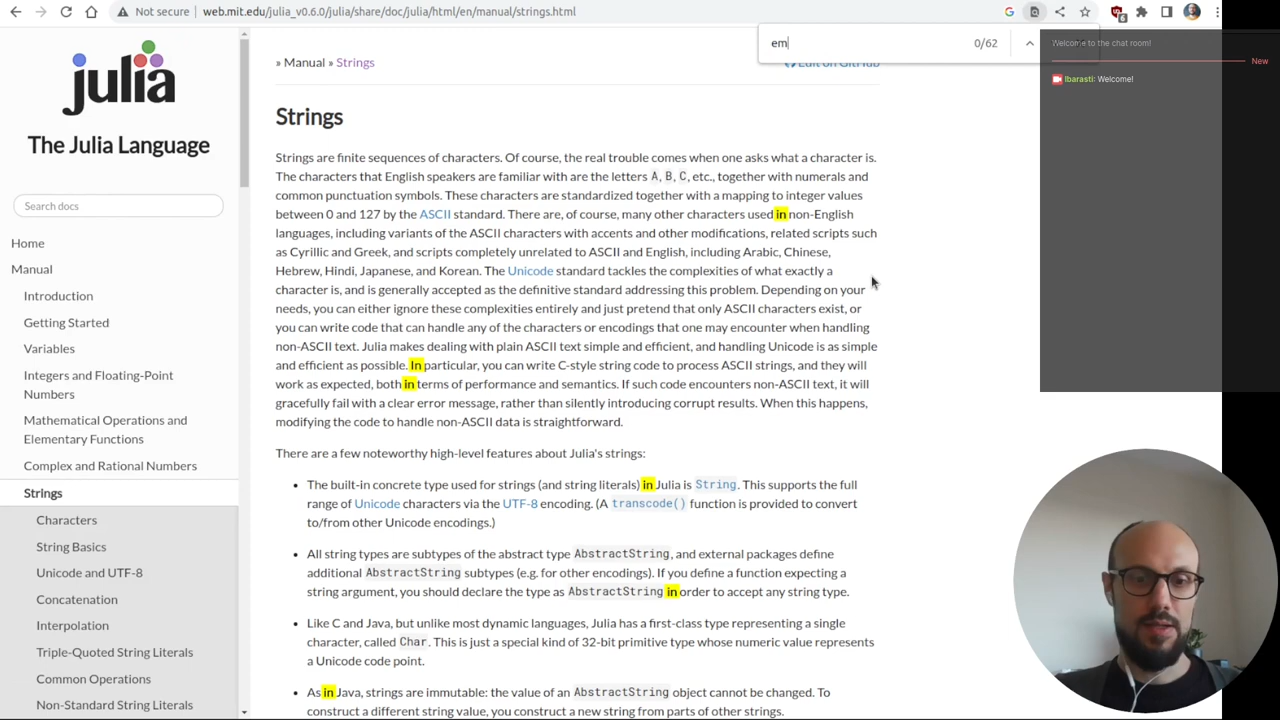 Not secure
web.mit.edu/julia_v0.6.0/julia/share/doc/julia/html/en/manual/strings.html
6
em
0/62
Welcome to the chat room!
New
lbarasti: Welcome!
julia
The Julia Language
Search docs
Home
Manual
Introduction
Getting Started
Variables
Integers and Floating-Point
Numbers
Mathematical Operations and
Elementary Functions
Complex and Rational Numbers
Strings
Characters
String Basics
Unicode and UTF-8
Concatenation
Interpolation
Triple-Quoted String Literals
Common Operations
Non-Standard String Literals
» Manual » Strings
Edit on GitHub
Strings
Strings are finite sequences of characters. Of course, the real trouble comes when one asks what a character is.
The characters that English speakers are familiar with are the letters A, B, C, etc., together with numerals and
common punctuation symbols. These characters are standardized together with a mapping to integer values
between 0 and 127 by the ASCII standard. There are, of course, many other characters used in non-English
languages, including variants of the ASCII characters with accents and other modifications, related scripts such
as Cyrillic and Greek, and scripts completely unrelated to ASCII and English, including Arabic, Chinese,
Hebrew, Hindi, Japanese, and Korean. The Unicode standard tackles the complexities of what exactly a
character is, and is generally accepted as the definitive standard addressing this problem. Depending on your
needs, you can either ignore these complexities entirely and just pretend that only ASCII characters exist, or
you can write code that can handle any of the characters or encodings that one may encounter when handling
non-ASCII text. Julia makes dealing with plain ASCII text simple and efficient, and handling Unicode is as simple
and efficient as possible. In particular, you can write C-style string code to process ASCII strings, and they will
work as expected, both in terms of performance and semantics. If such code encounters non-ASCII text, it will
gracefully fail with a clear error message, rather than silently introducing corrupt results. When this happens,
modifying the code to handle non-ASCII data is straightforward.
There are a few noteworthy high-level features about Julia's strings:
• The built-in concrete type used for strings (and string literals) in Julia is String. This supports the full
range of Unicode characters via the UTF-8 encoding. (A transcode() function is provided to convert
to/from other Unicode encodings.)
• All string types are subtypes of the abstract type AbstractString, and external packages define
additional AbstractString subtypes (e.g. for other encodings). If you define a function expecting a
string argument, you should declare the type as AbstractString in order to accept any string type.
• Like C and Java, but unlike most dynamic languages, Julia has a first-class type representing a single
character, called Char. This is just a special kind of 32-bit primitive type whose numeric value represents
a Unicode code point.
• As in Java, strings are immutable: the value of an AbstractString object cannot be changed. To
construct a different string value, you construct a new string from parts of other strings.